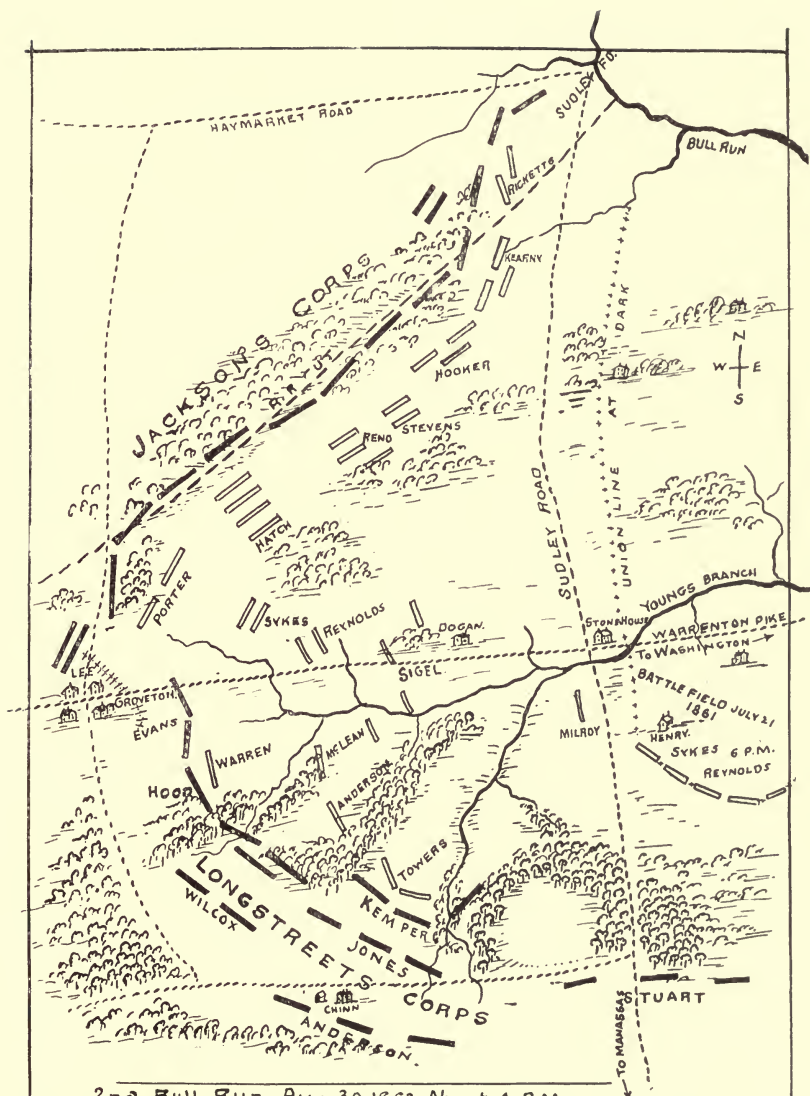 SUDLEY FD.
HAYMARKET ROAD
BULL RUN
RICKETTS
KEARNY
JACKSON'S CORPS
HOOKER
N
W E
S
STEVENS
RENO
HATCH
UNION LINE AT DARK
SUDLEY ROAD
PORTER
SYKES
REYNOLDS
DOGAN.
STONE HOUSE
YOUNGS BRANCH
WARRENTON PIKE
TO WASHINGTON
SIGEL
LEE
GROVETON
EVANS
BATTLE FIELD JULY 21
1861
MILROY
HENRY.
SYKES 6 P.M.
REYNOLDS
WARREN
McLEAN
HOOD
ANDERSON
TOWERS
LONGSTREETS CORPS
WILCOX
KEMPER
JONES
CHINN
ANDERSON.
STUART
TO MANASSAS